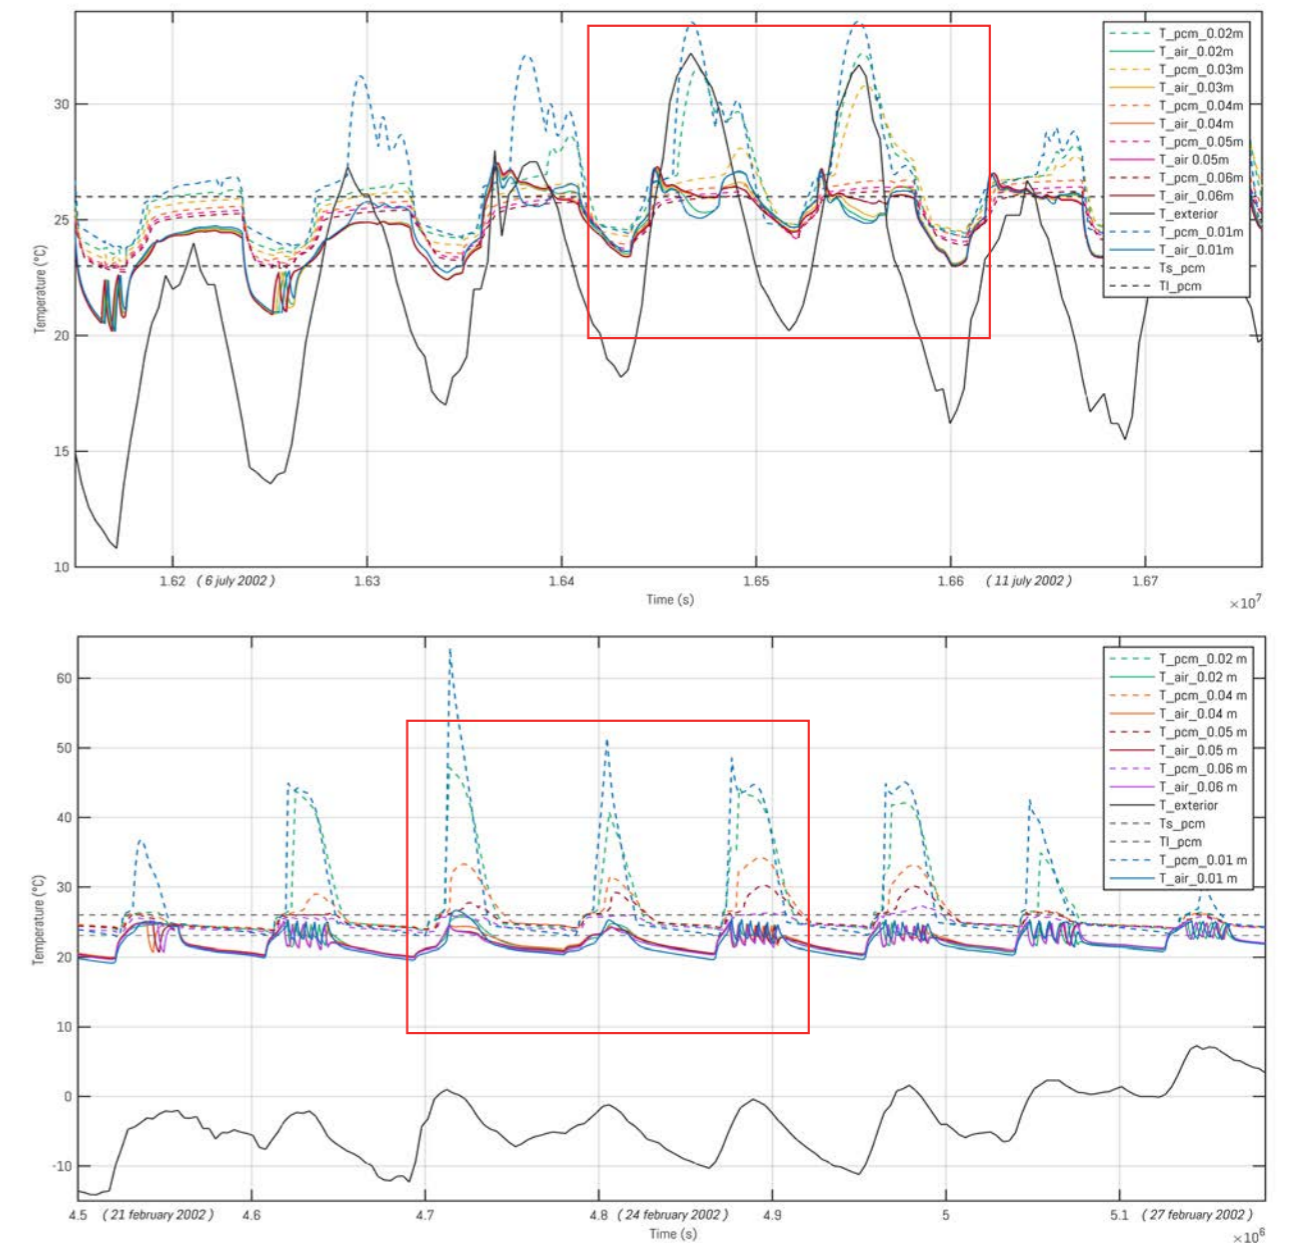 T_pcm_0.02m
T_air_0.02m
T_pcm_0.03m
T_air_0.03m
T_pcm_0.04m
T_air_0.04m
T_pcm_0.05m
T_air 0.05m
T_pcm_0.06m
T_air_0.06m
T_exterior
T_pcm_0.01m
T_air_0.01m
Ts_pcm
Tl_pcm
Temperature (°C)
30
25
20
15
10
1.62 ( 6 july 2002 ) 1.63 1.64 1.65 1.66 ( 11 july 2002 ) 1.67
Time (s)
×10⁷
T_pcm_0.02 m
T_air_0.02 m
T_pcm_0.04 m
T_air_0.04 m
T_pcm_0.05 m
T_air_0.05 m
T_pcm_0.06 m
T_air_0.06 m
T_exterior
Ts_pcm
Tl_pcm
T_pcm_0.01 m
T_air_0.01 m
Temperature (°C)
60
50
40
30
20
10
0
-10
4.5 ( 21 february 2002 ) 4.6 4.7 4.8 ( 24 february 2002 ) 4.9 5 5.1 ( 27 february 2002 )
Time (s)
×10⁶